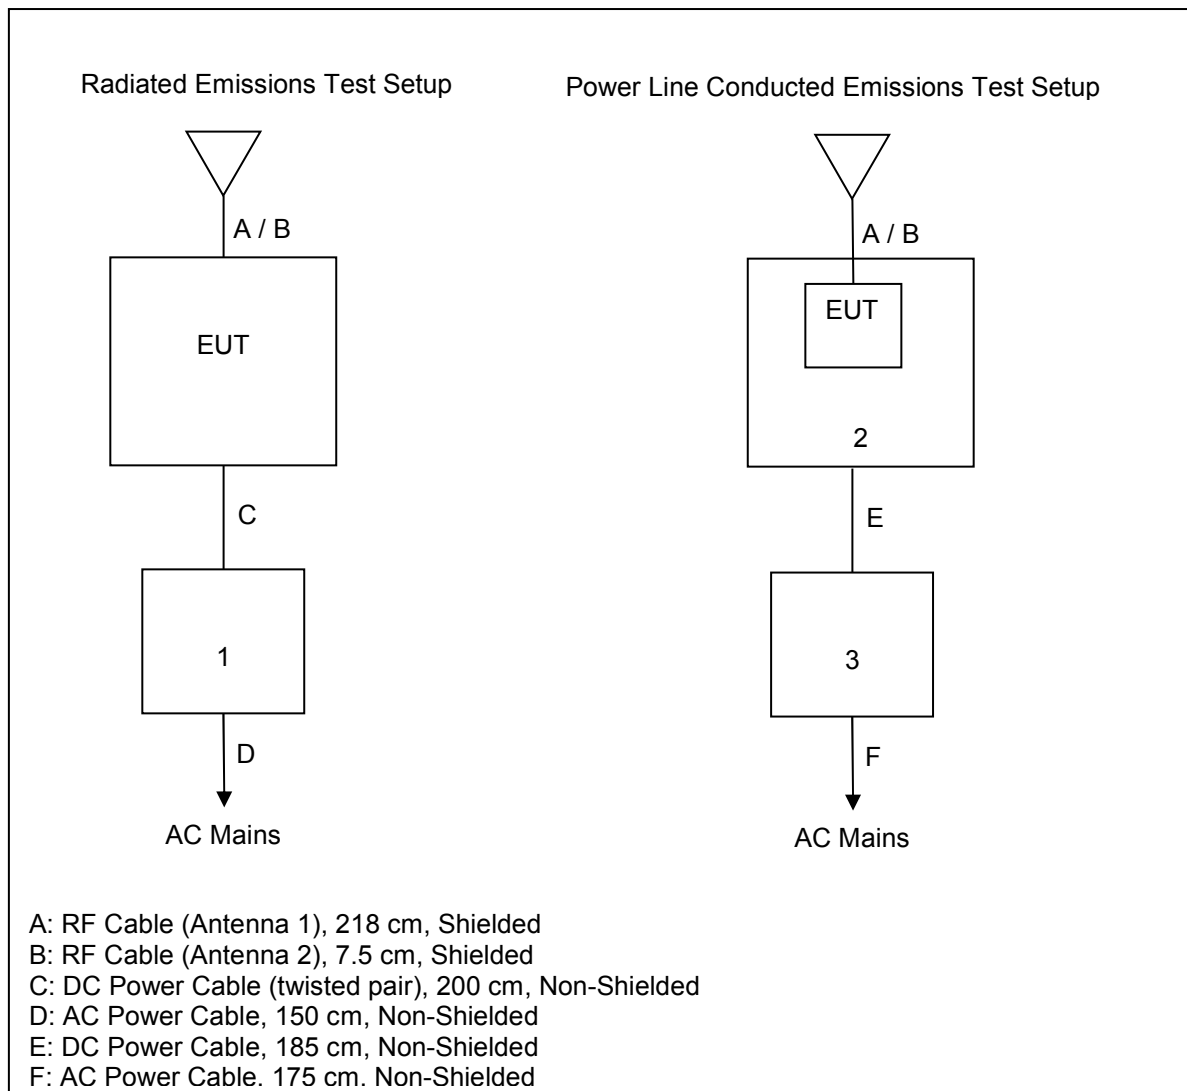 Radiated Emissions Test Setup
Power Line Conducted Emissions Test Setup
A / B
A / B
EUT
EUT
2
C
E
1
3
D
F
AC Mains
AC Mains
A: RF Cable (Antenna 1), 218 cm, Shielded
B: RF Cable (Antenna 2), 7.5 cm, Shielded
C: DC Power Cable (twisted pair), 200 cm, Non-Shielded
D: AC Power Cable, 150 cm, Non-Shielded
E: DC Power Cable, 185 cm, Non-Shielded
F: AC Power Cable, 175 cm, Non-Shielded